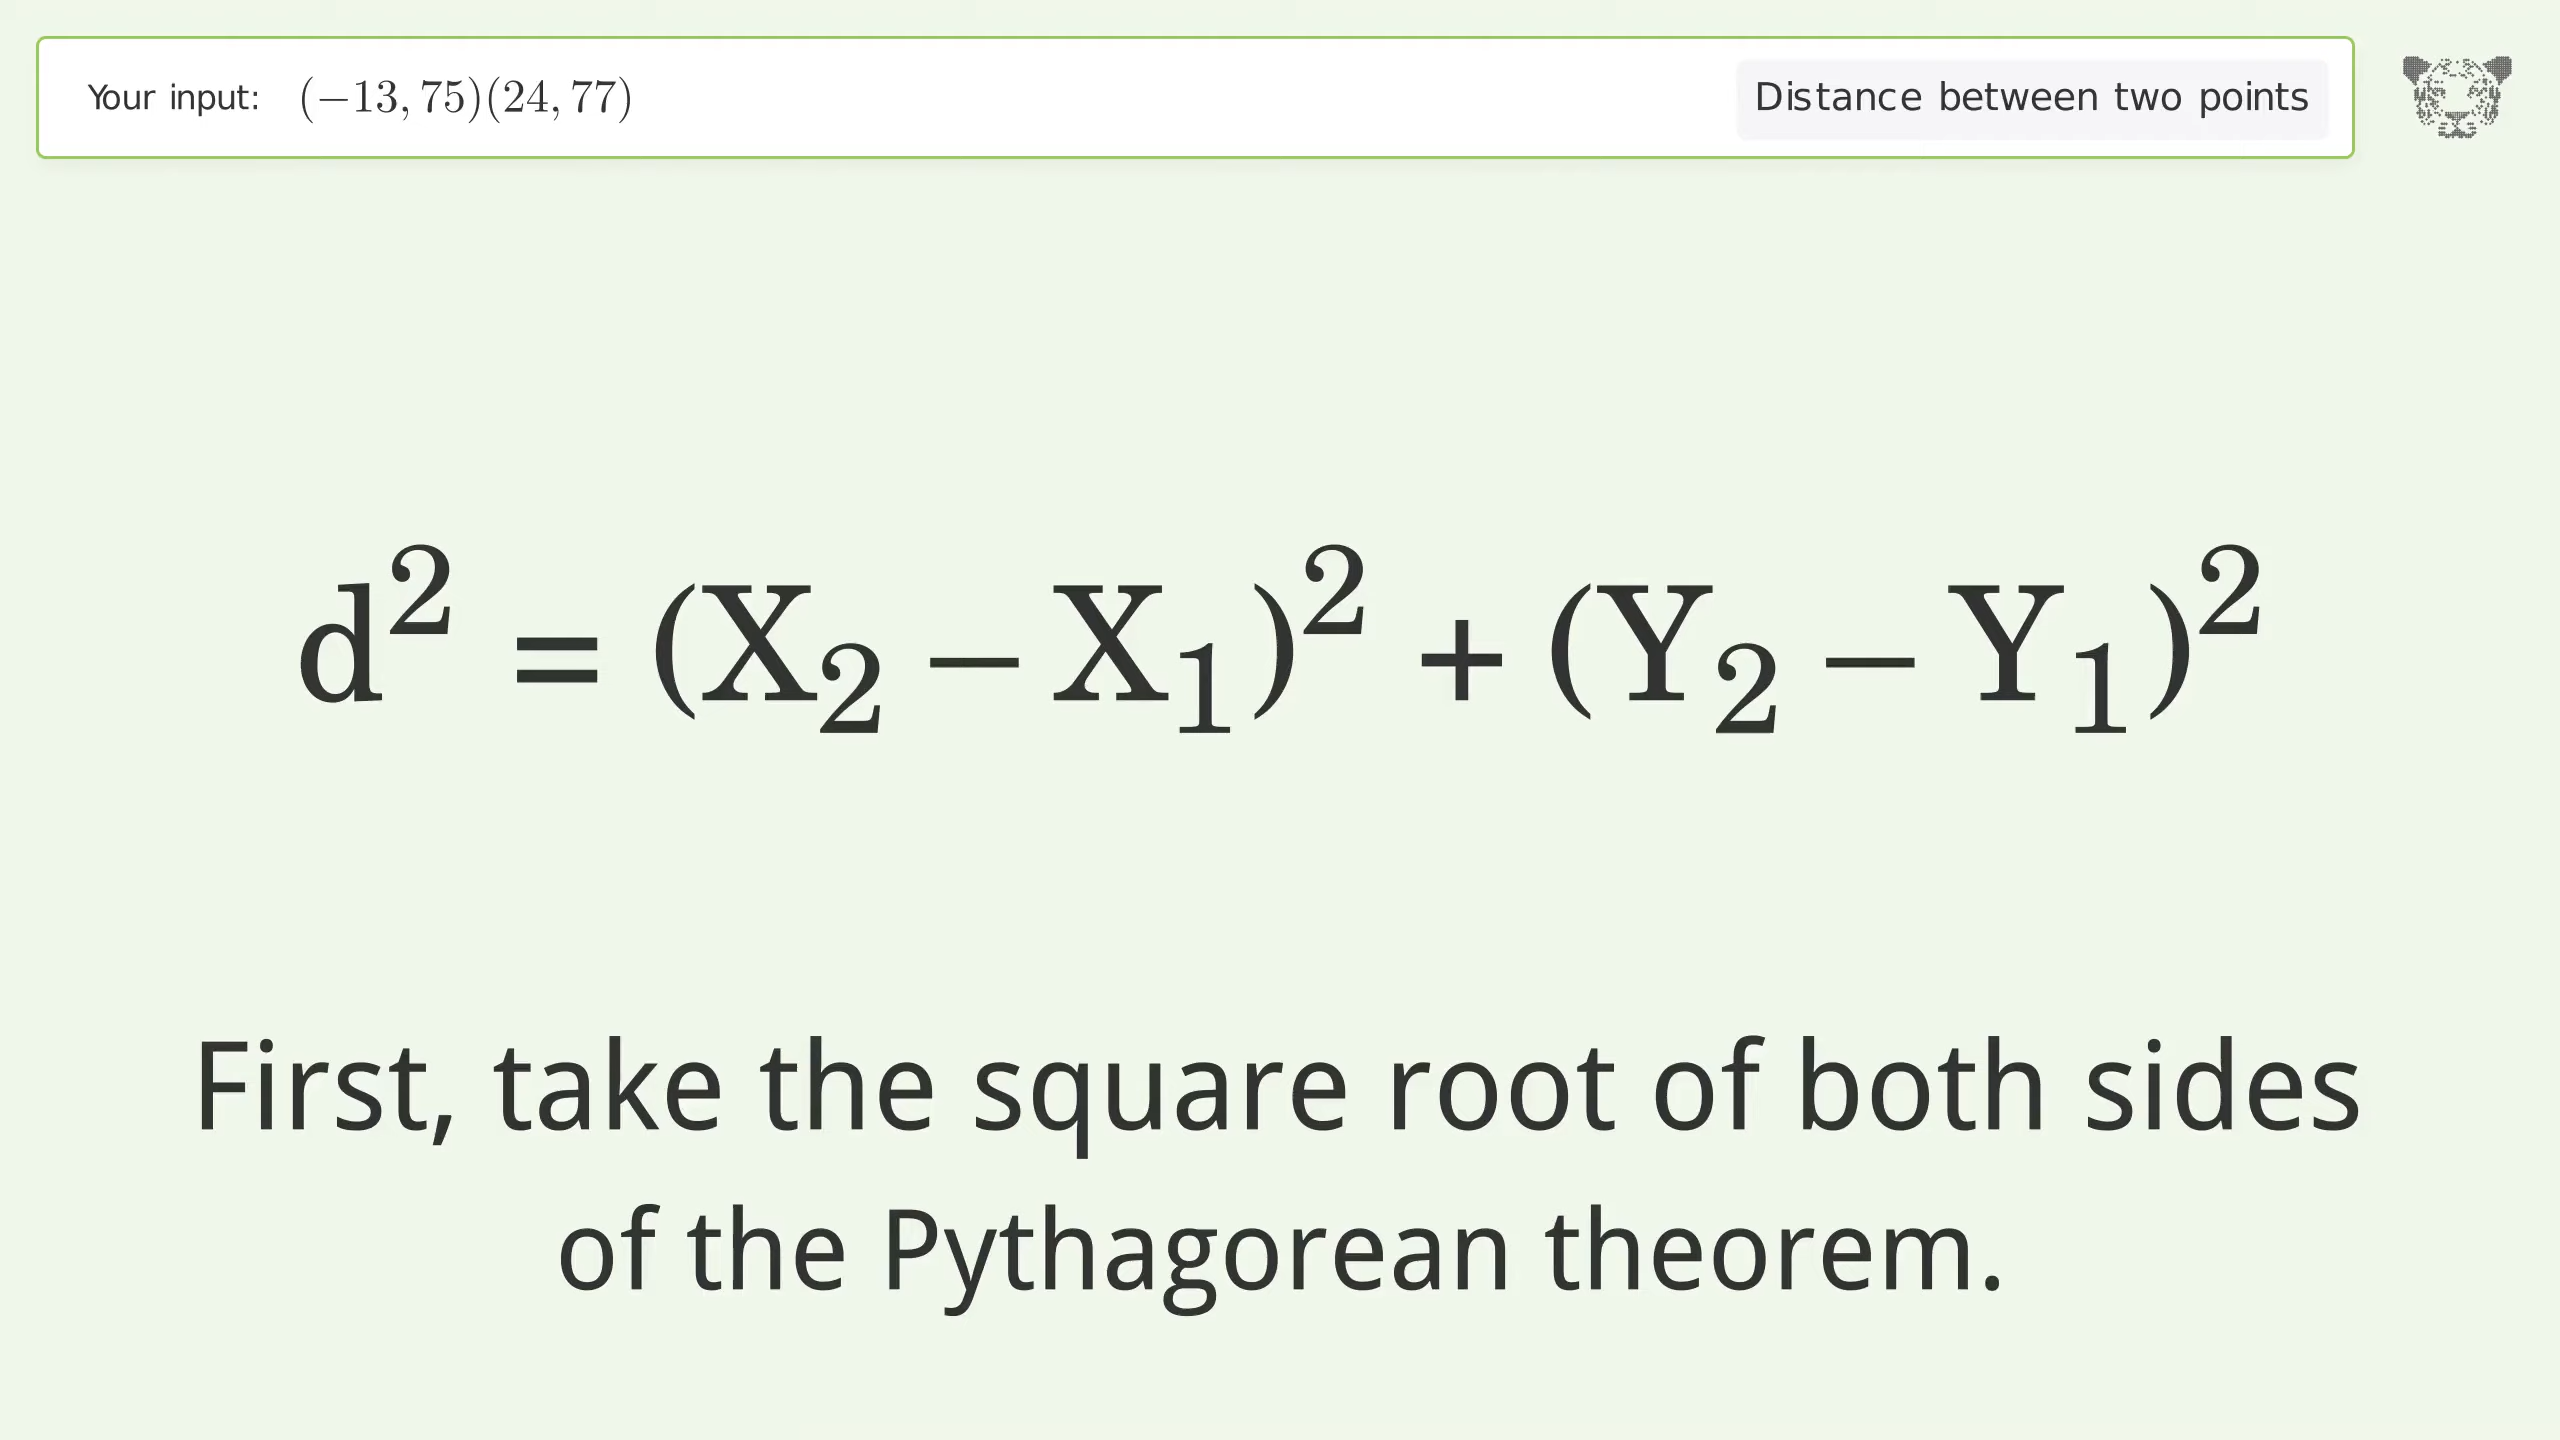 Your input: (−13, 75)(24, 77) Distance between two points
d² = (X₂ − X₁)² + (Y₂ − Y₁)²
First, take the square root of both sides
of the Pythagorean theorem.